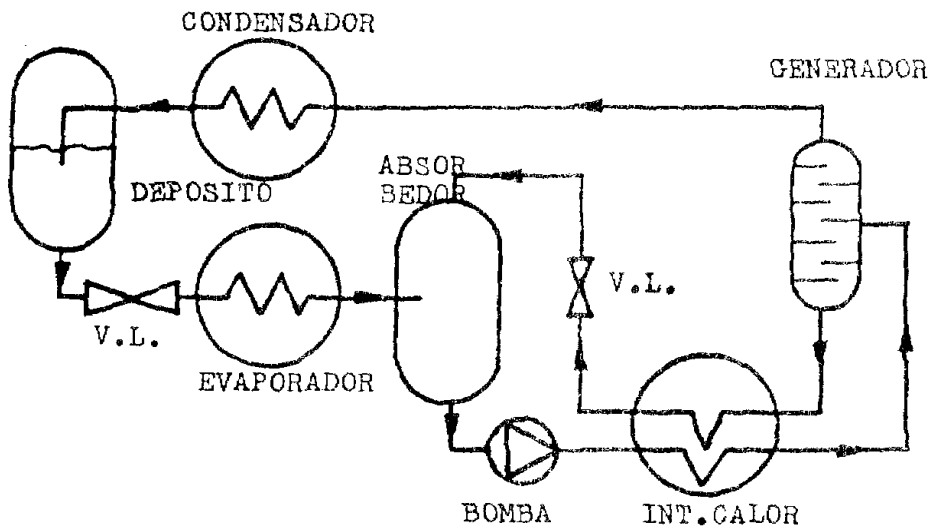 CONDENSADOR
GENERADOR
ABSOR
BEDOR
DEPOSITO
V.L.
V.L.
EVAPORADOR
BOMBA
INT.CALOR